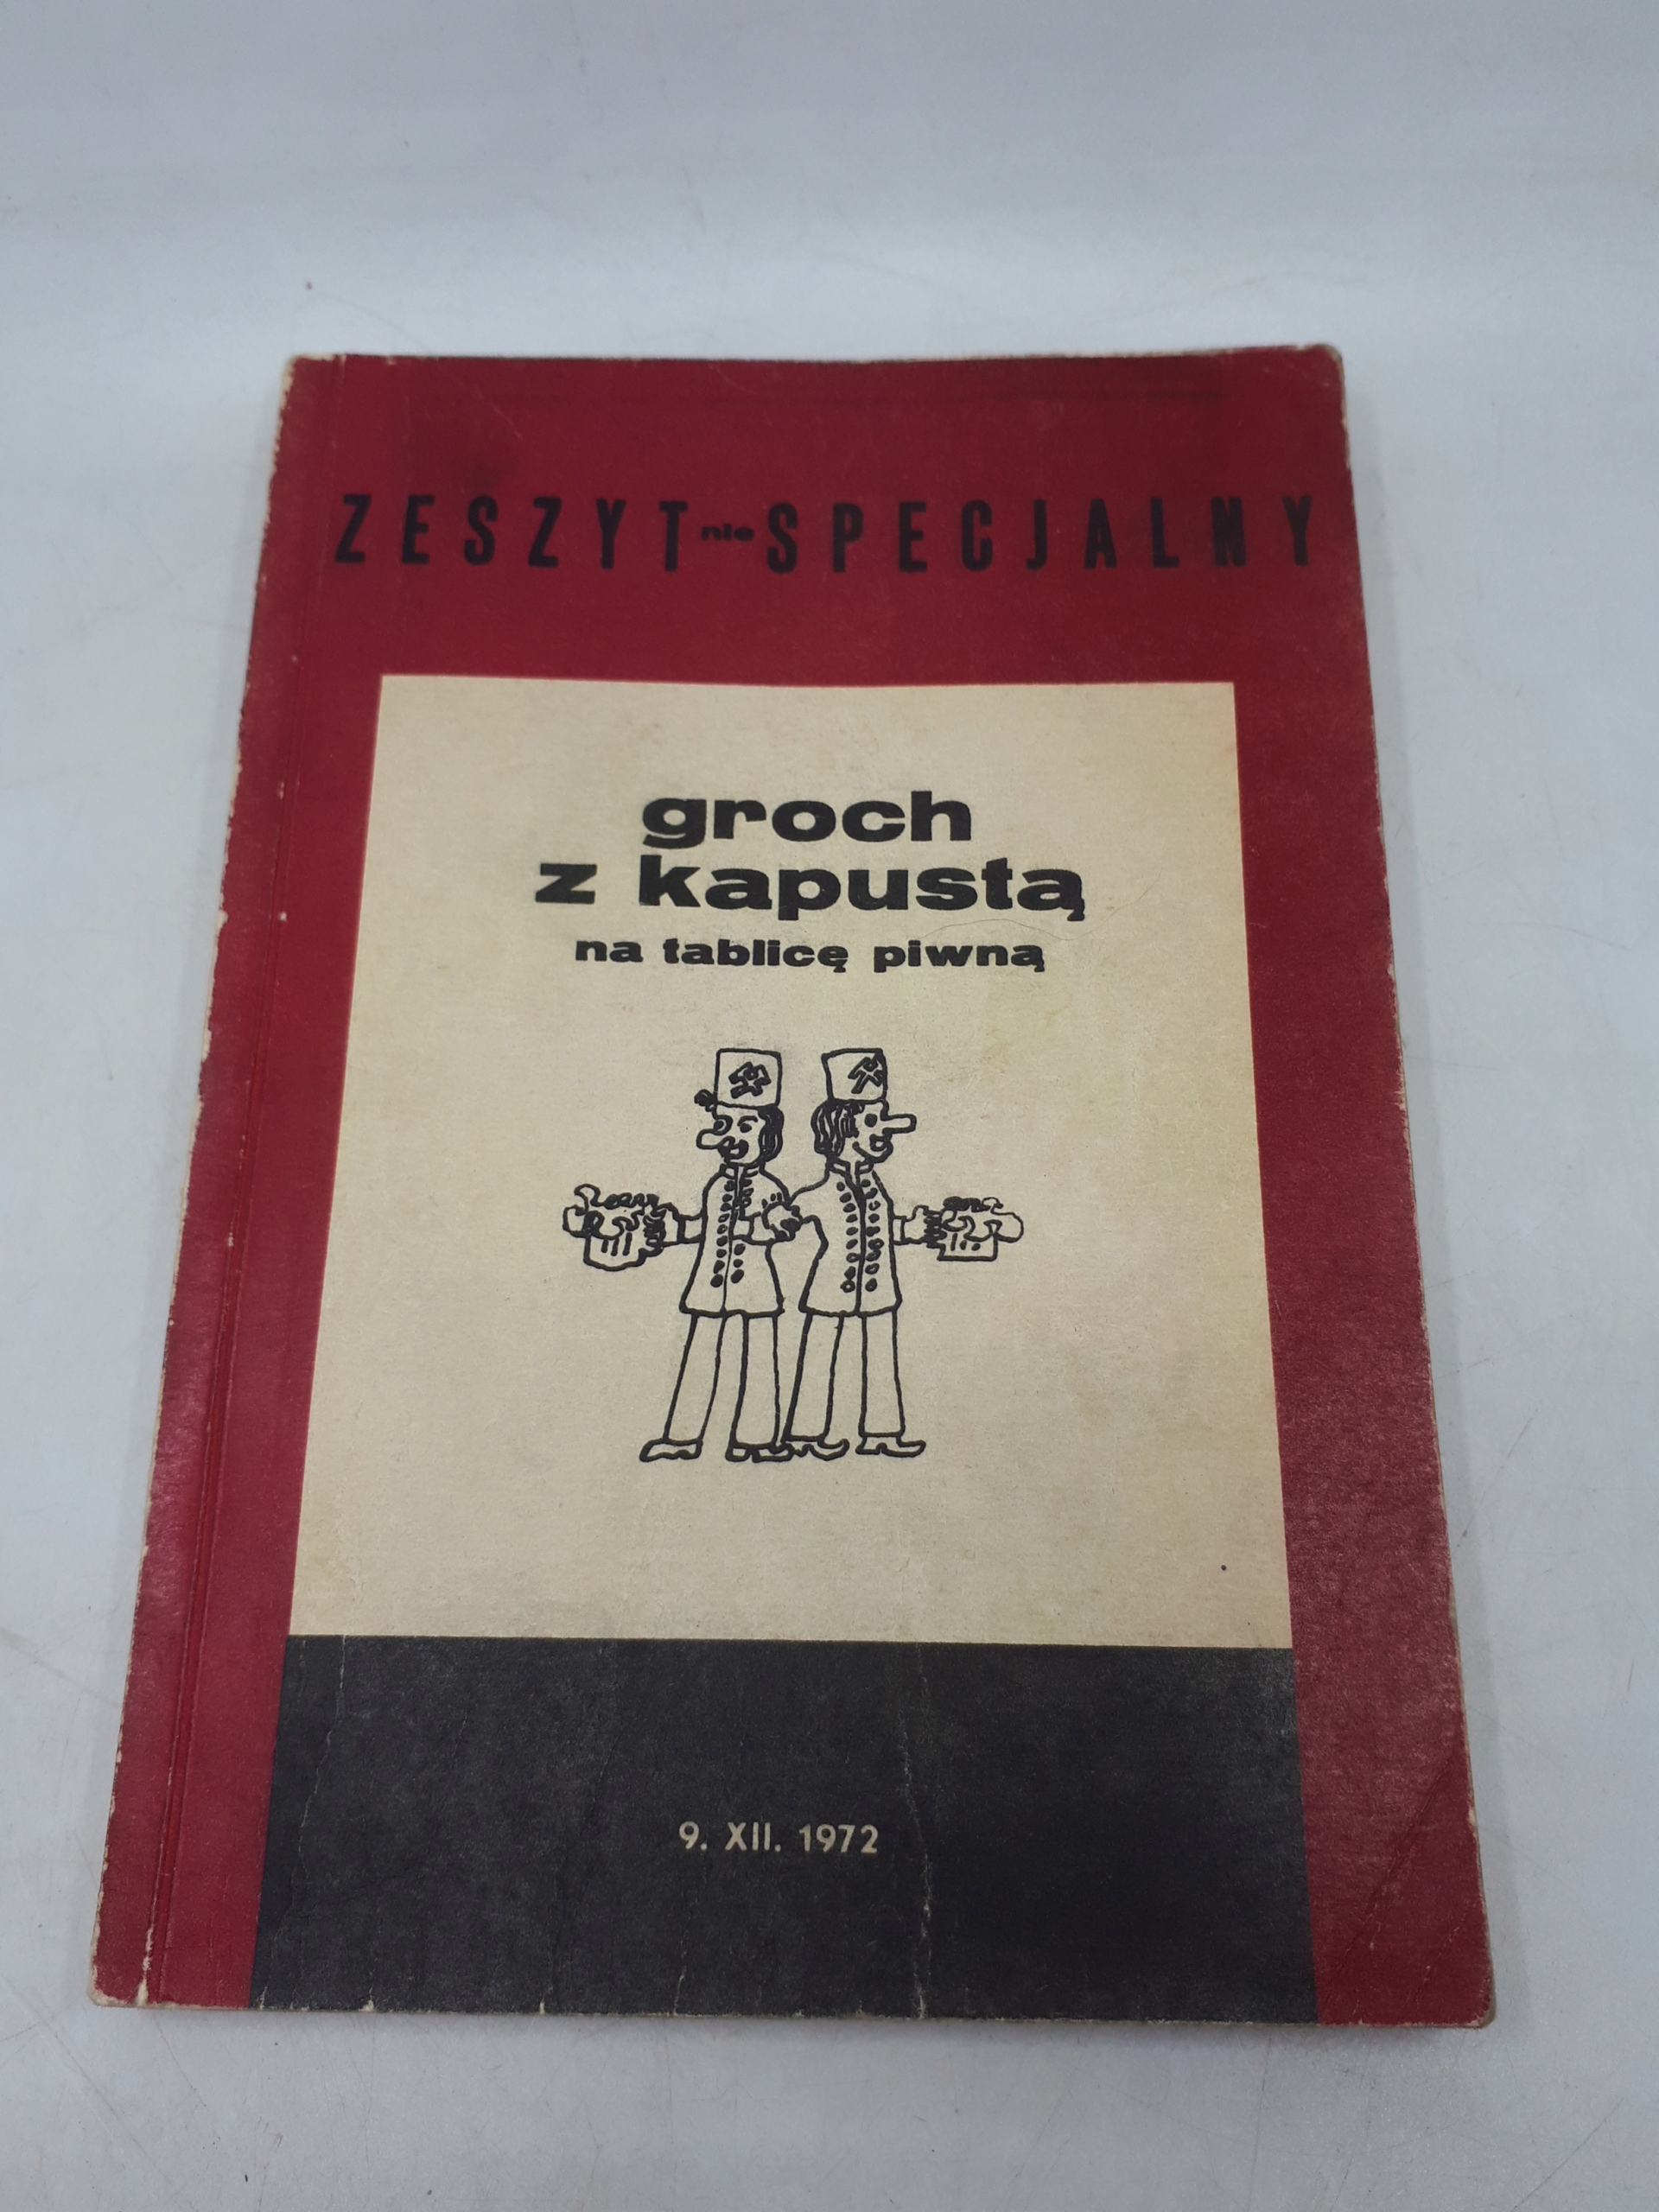 ZESZYT nie SPECJALNY
groch
z kapustą
na tablicę piwną
9. XII. 1972